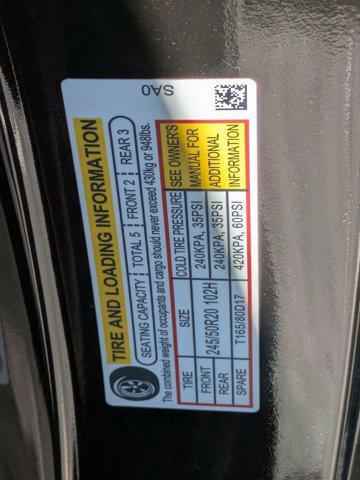 TIRE AND LOADING INFORMATION
SEATING CAPACITY | TOTAL 5 | FRONT 2 | REAR 3
The combined weight of occupants and cargo should never exceed 430kg or 948lbs.
TIRE SIZE COLD TIRE PRESSURE SEE OWNER'S
FRONT 245/50R20 102H 240KPA, 35PSI MANUAL FOR
REAR 240KPA, 35PSI ADDITIONAL
SPARE T165/80D17 420KPA, 60PSI INFORMATION
SA0